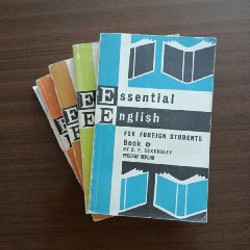 Essential
English
FOR FOREIGN STUDENTS
Book
BY C. E. ECKERSLEY
E
E
E
E